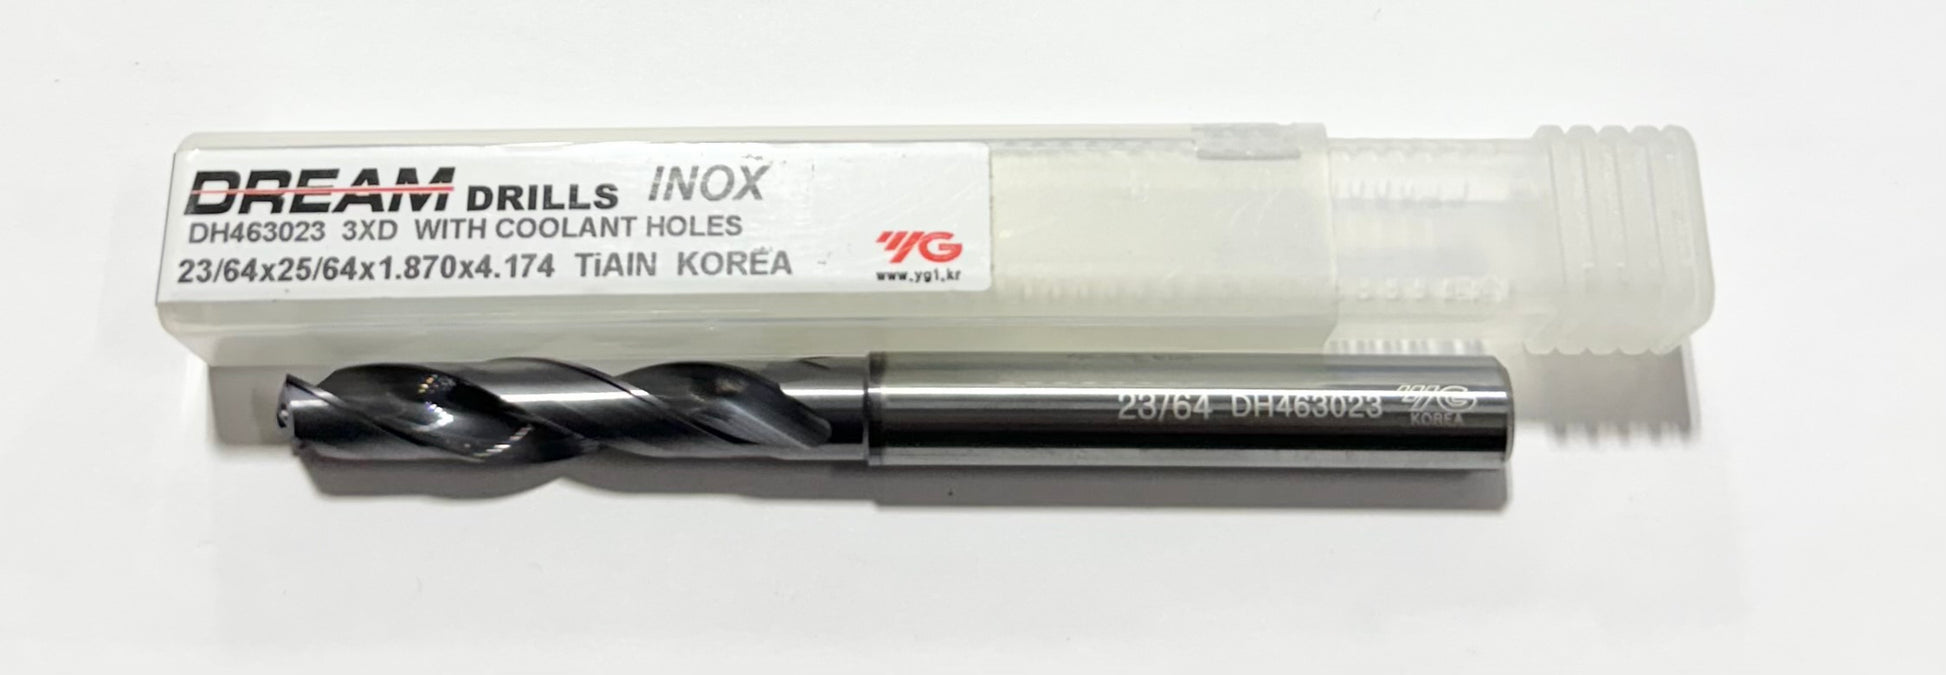 DREAM DRILLS INOX
DH463023 3XD WITH COOLANT HOLES
23/64x25/64x1.870x4.174 TiAlN KOREA
YG
www.yg1.kr
23/64 DH463023 YG
KOREA